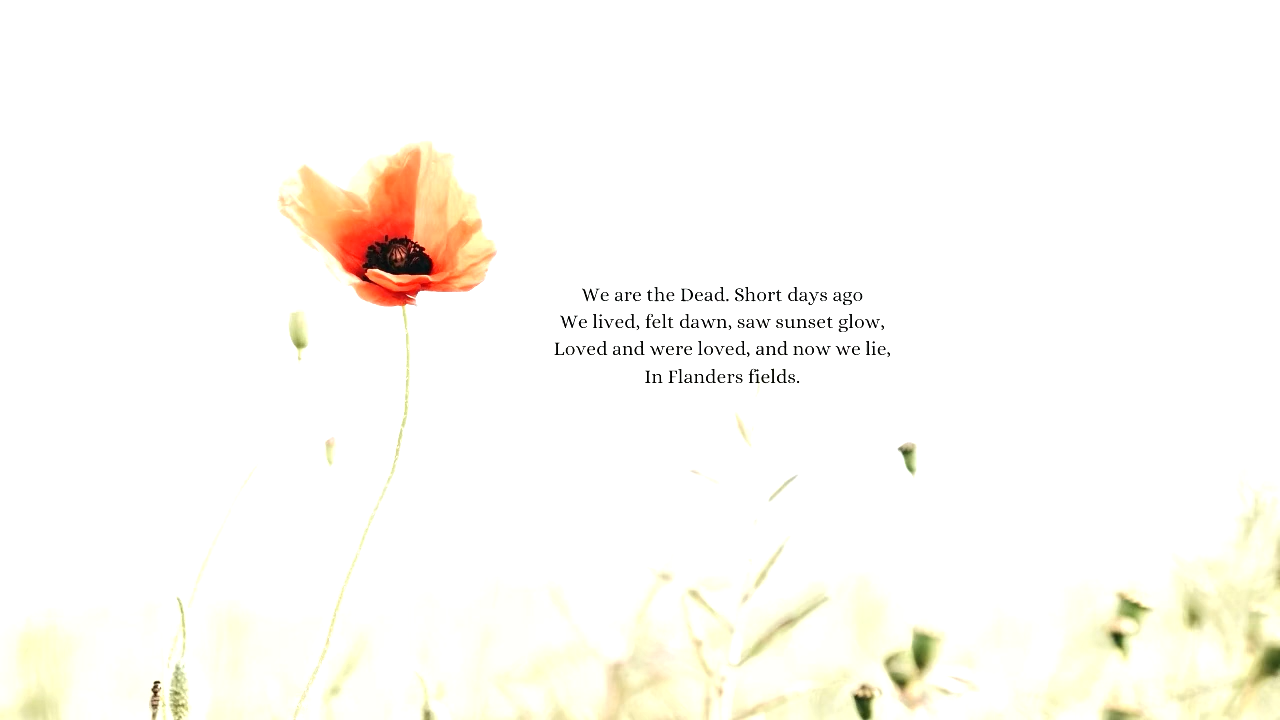 We are the Dead. Short days ago
We lived, felt dawn, saw sunset glow,
Loved and were loved, and now we lie,
In Flanders fields.